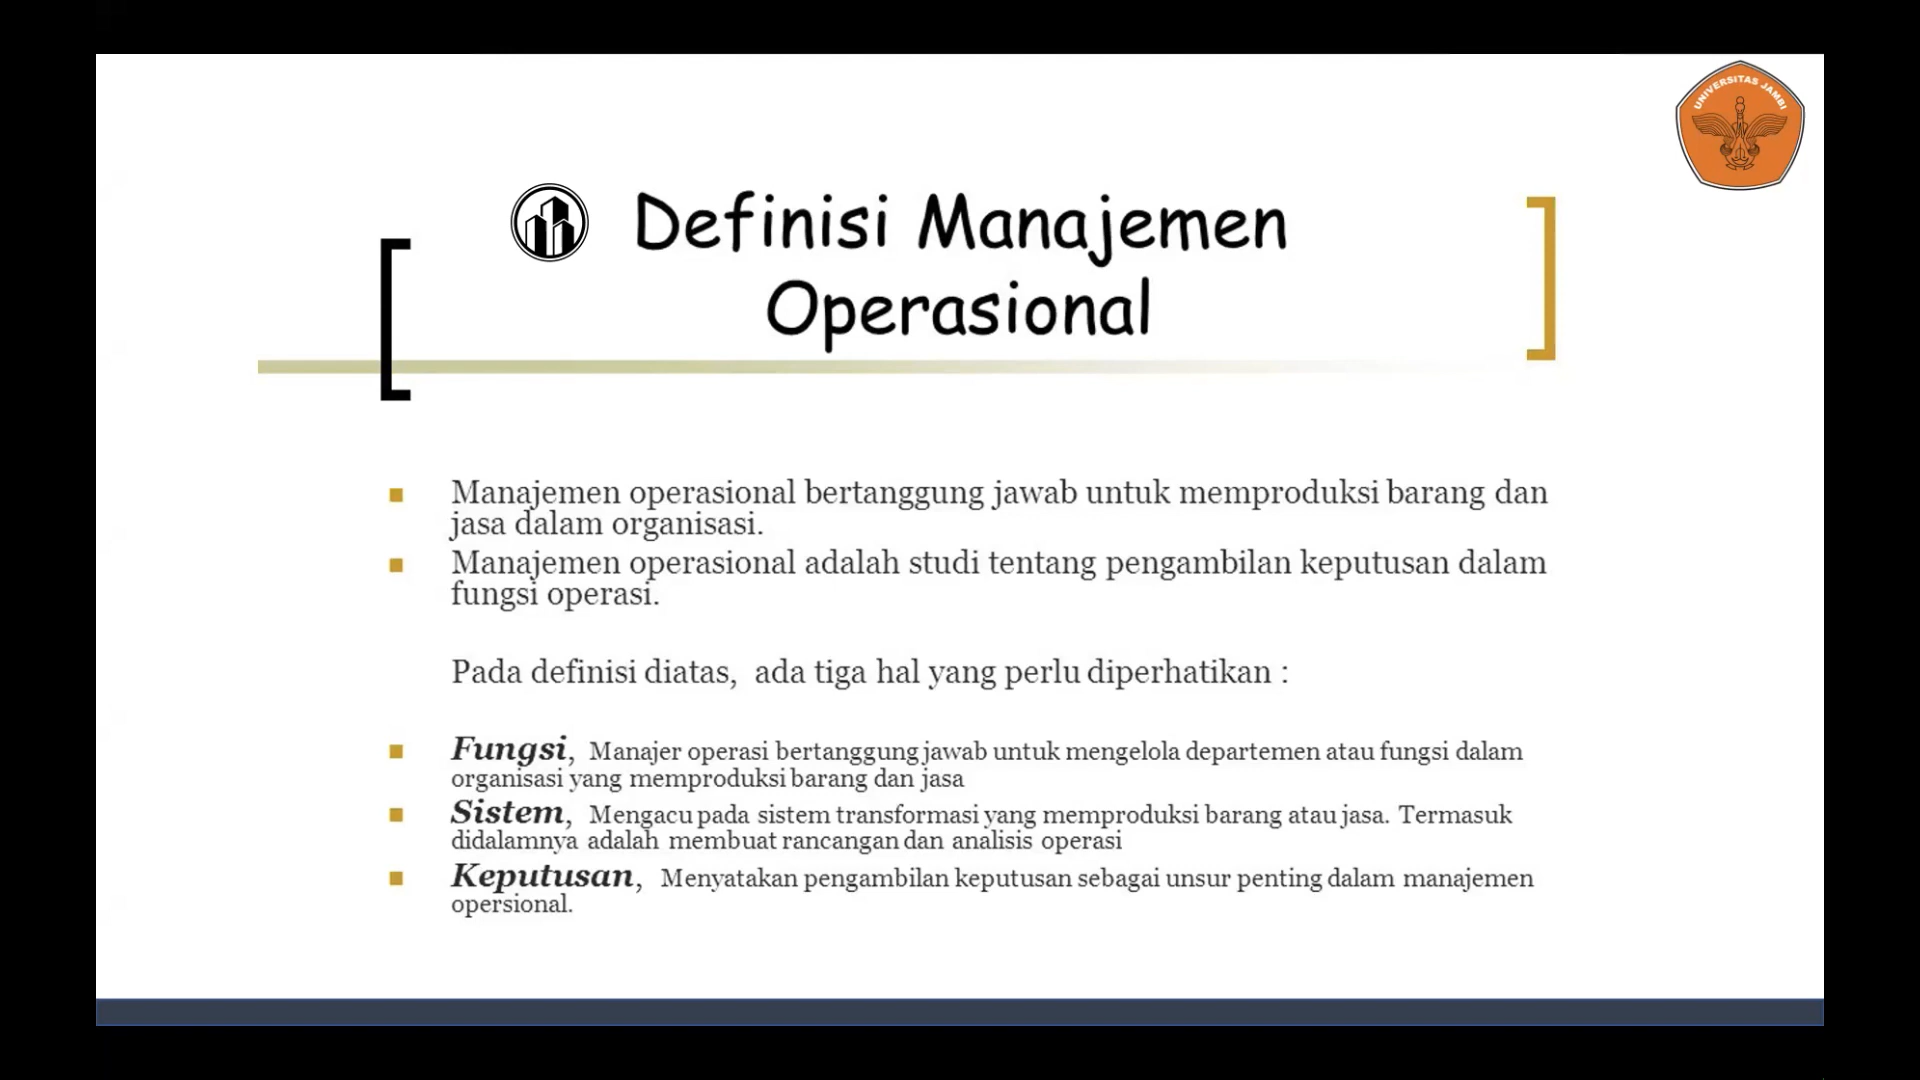 UNIVERSITAS JAMBI
Definisi Manajemen
Operasional
Manajemen operasional bertanggung jawab untuk memproduksi barang dan
jasa dalam organisasi.
Manajemen operasional adalah studi tentang pengambilan keputusan dalam
fungsi operasi.
Pada definisi diatas, ada tiga hal yang perlu diperhatikan :
Fungsi, Manajer operasi bertanggung jawab untuk mengelola departemen atau fungsi dalam
organisasi yang memproduksi barang dan jasa
Sistem, Mengacu pada sistem transformasi yang memproduksi barang atau jasa. Termasuk
didalamnya adalah membuat rancangan dan analisis operasi
Keputusan, Menyatakan pengambilan keputusan sebagai unsur penting dalam manajemen
opersional.